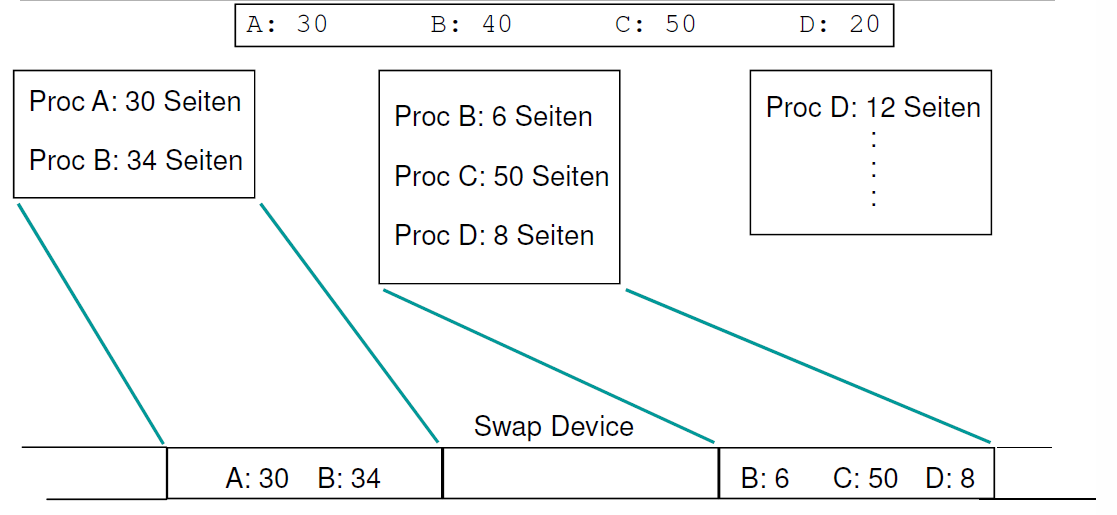 A: 30 B: 40 C: 50 D: 20
Proc A: 30 Seiten
Proc B: 34 Seiten
Proc B: 6 Seiten
Proc C: 50 Seiten
Proc D: 8 Seiten
Proc D: 12 Seiten
:
:
:
Swap Device
A: 30 B: 34
B: 6 C: 50 D: 8